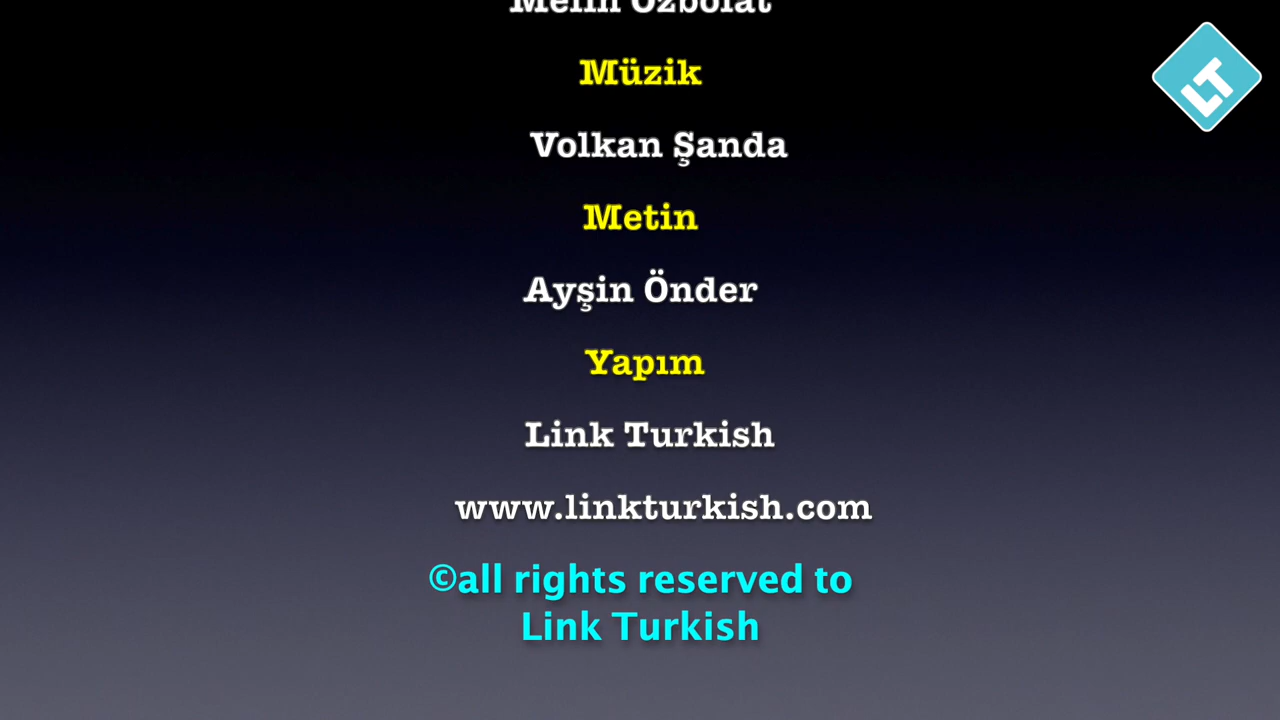 Müzik
Volkan Şanda
Metin
Ayşin Önder
Yapım
Link Turkish
www.linkturkish.com
©all rights reserved to
Link Turkish
LT